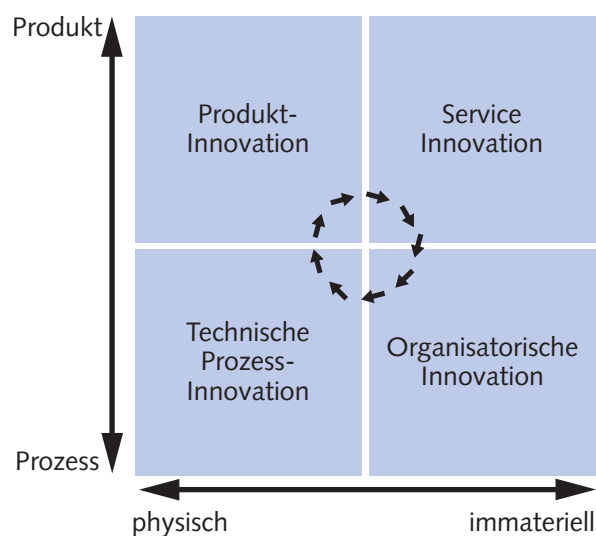 Produkt
Produkt-
Innovation
Service
Innovation
Technische
Prozess-
Innovation
Organisatorische
Innovation
Prozess
physisch
immateriell